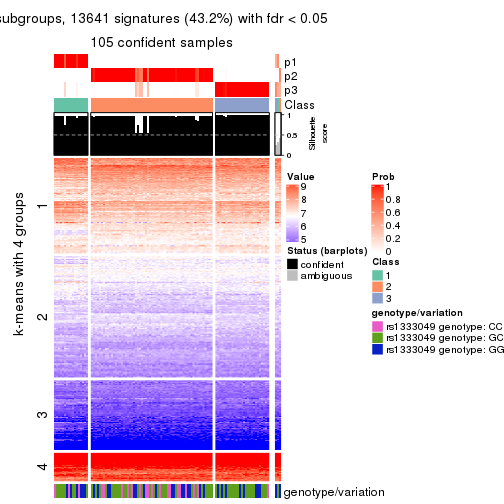 subgroups, 13641 signatures (43.2%) with fdr < 0.05
105 confident samples
p1
p2
p3
Class
1
0.5
0
Silhouette
score
k-means with 4 groups
1
2
3
4
genotype/variation
Value
9
8
7
6
5
Status (barplots)
confident
ambiguous
Prob
1
0.8
0.6
0.4
0.2
0
Class
1
2
3
genotype/variation
rs1333049 genotype: CC
rs1333049 genotype: GC
rs1333049 genotype: GG